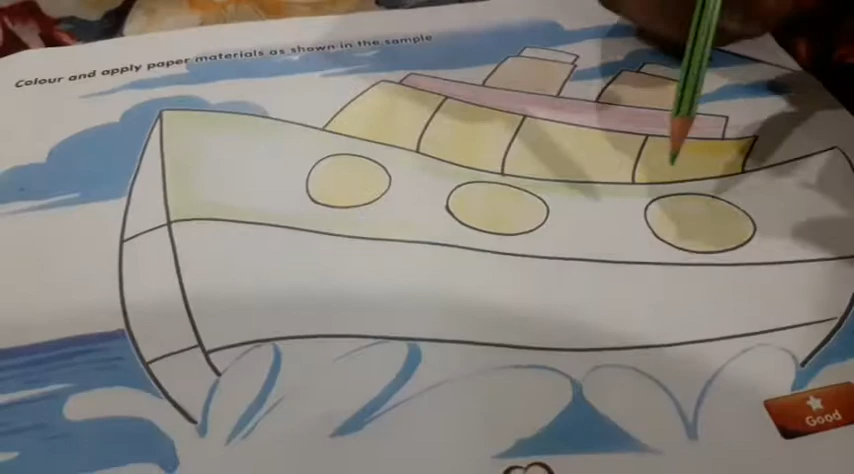 Colour and apply paper materials as shown in the sample
Good